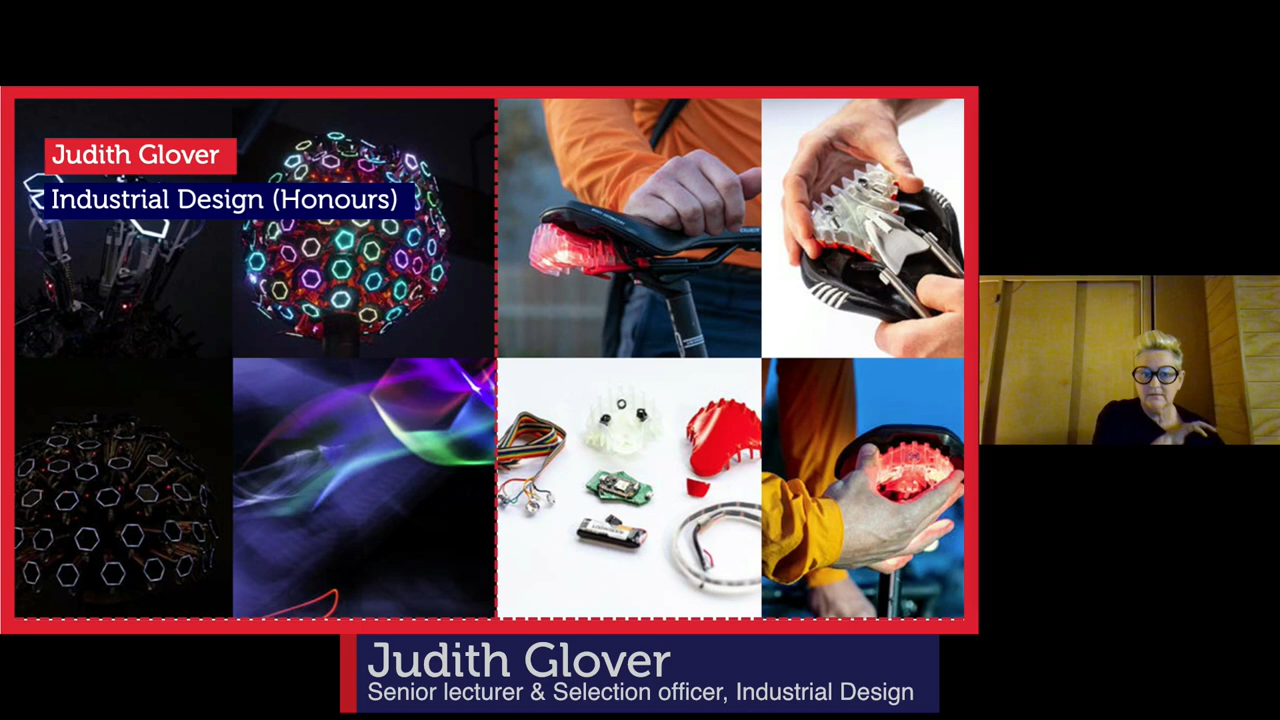 Judith Glover
Industrial Design (Honours)
Judith Glover
Senior lecturer & Selection officer, Industrial Design